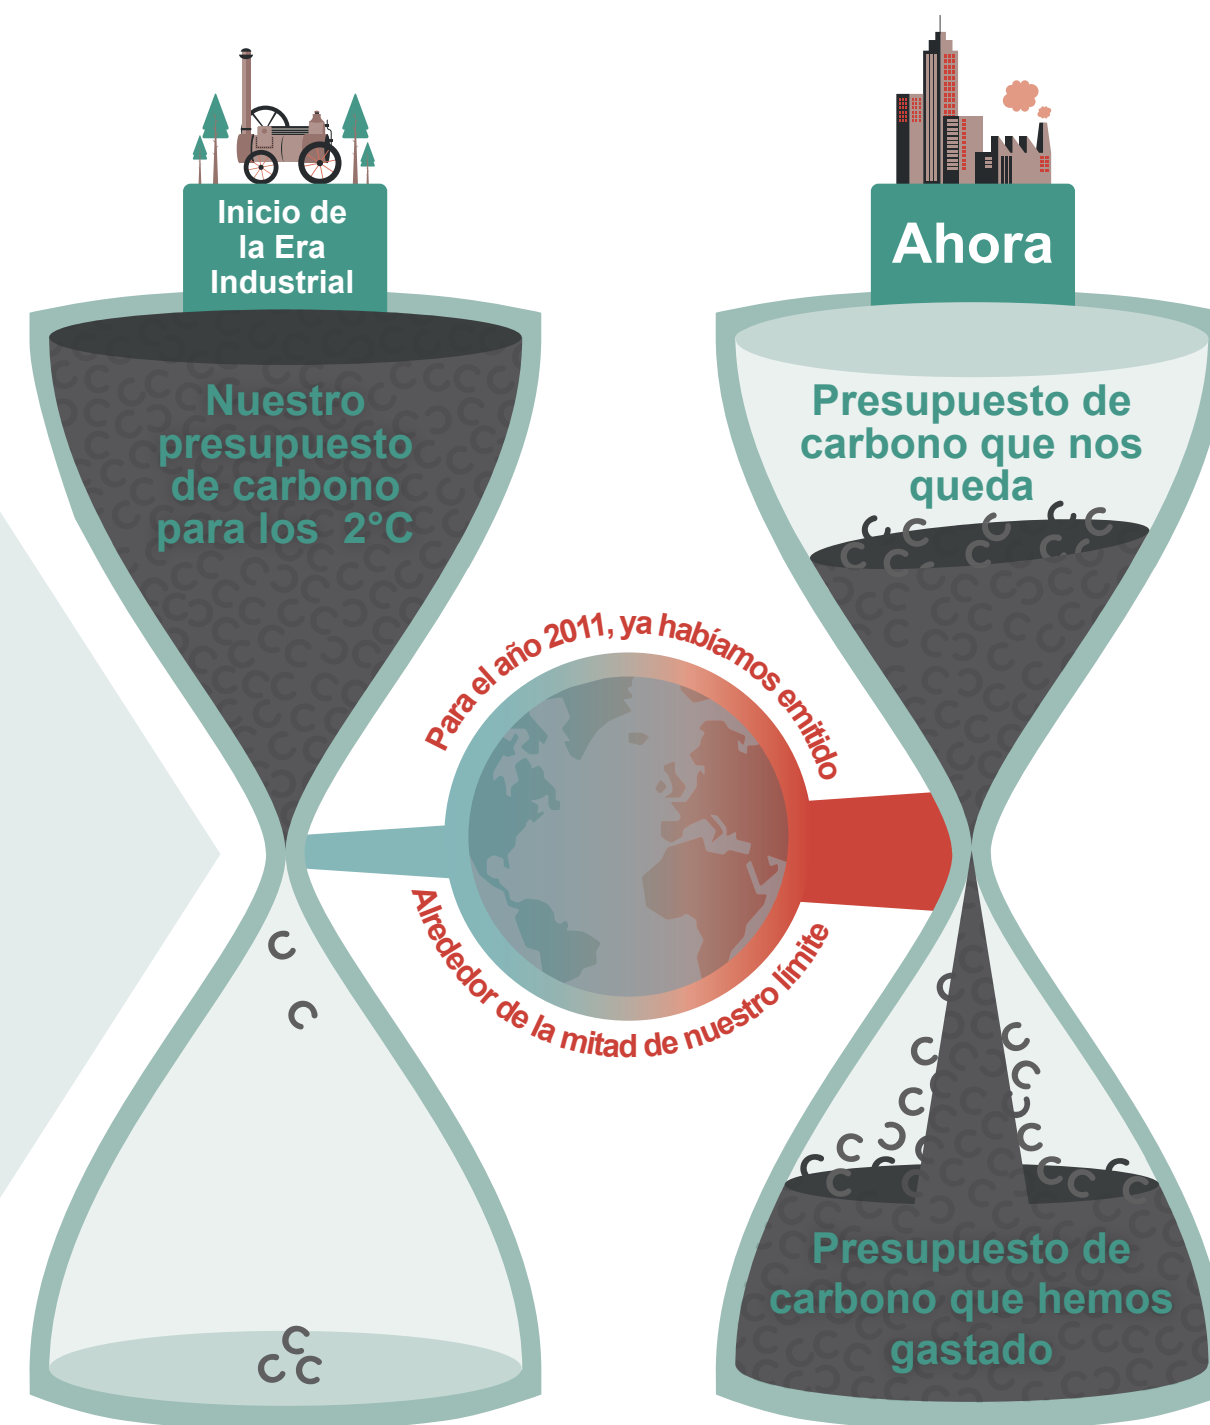 Inicio de
la Era
Industrial
Nuestro
presupuesto
de carbono
para los 2°C
Para el año 2011, ya habíamos emitido
Alrededor de la mitad de nuestro límite
Ahora
Presupuesto de
carbono que nos
queda
Presupuesto de
carbono que hemos
gastado